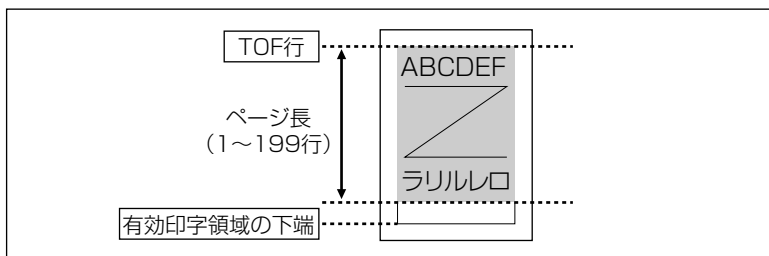 TOF行
ABCDEF
ページ長
（1～199行）
ラリルレロ
有効印字領域の下端